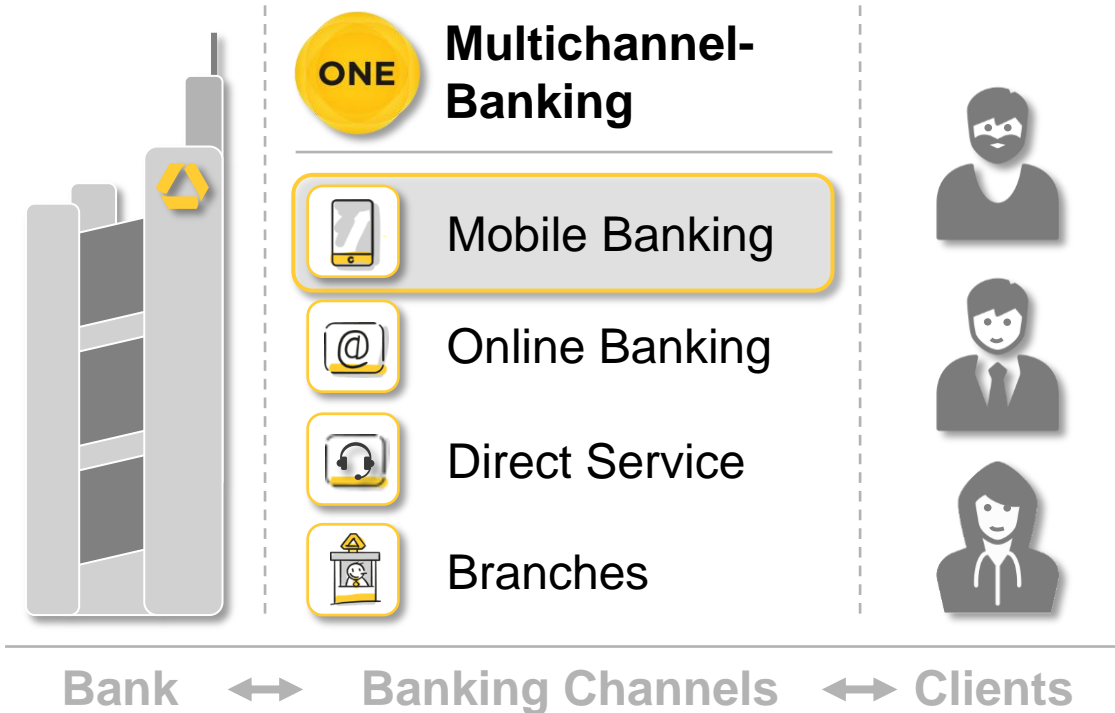 ONE
Multichannel-
Banking
Mobile Banking
@
Online Banking
Direct Service
Branches
Bank ↔ Banking Channels ↔ Clients